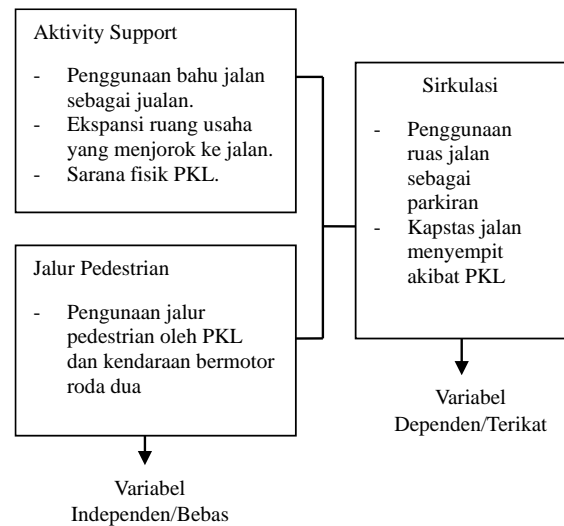 Aktivity Support
- Penggunaan bahu jalan
sebagai jualan.
- Ekspansi ruang usaha
yang menjorok ke jalan.
- Sarana fisik PKL.
Jalur Pedestrian
- Pengunaan jalur
pedestrian oleh PKL
dan kendaraan bermotor
roda dua
Variabel
Independen/Bebas
Sirkulasi
- Penggunaan
ruas jalan
sebagai
parkiran
- Kapstas jalan
menyempit
akibat PKL
Variabel
Dependen/Terikat